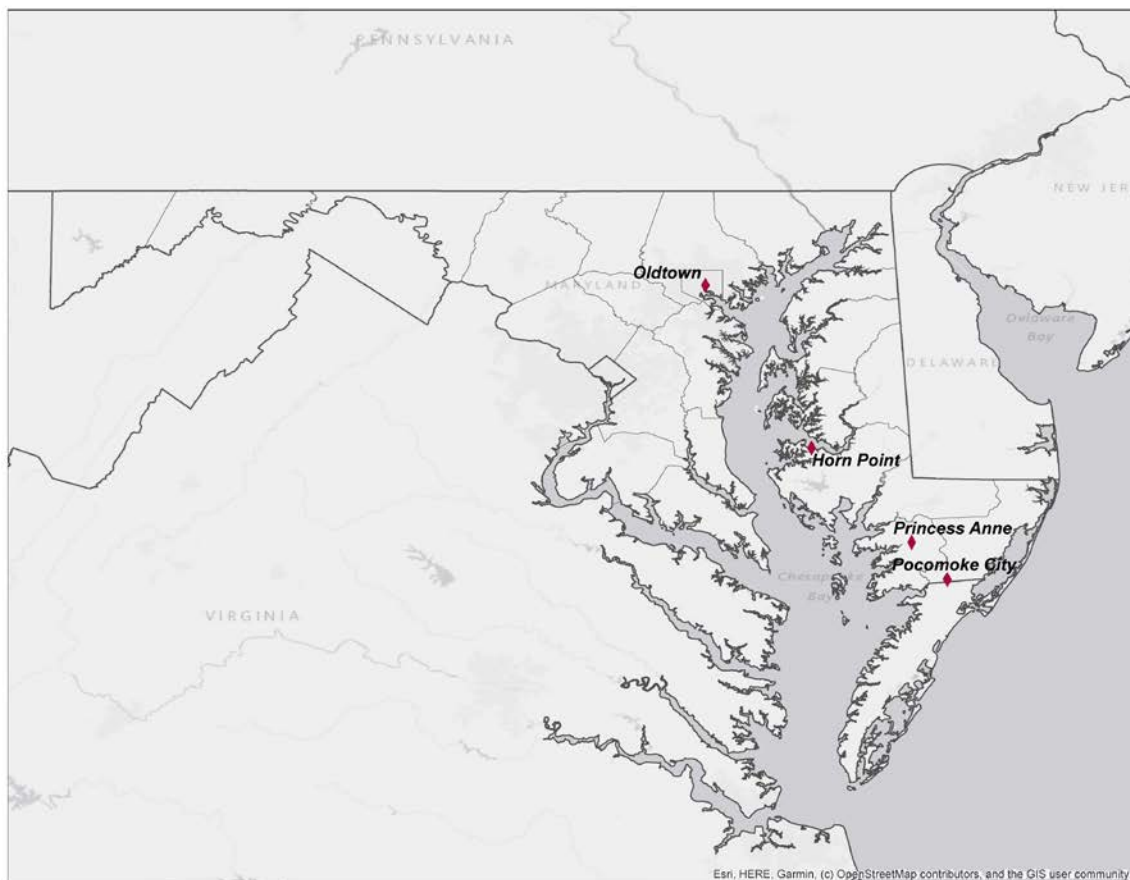 PENNSYLVANIA
NEW JER
Oldtown
MARYLAND
Delaware
Bay
DELAWARE
Horn Point
Princess Anne
Pocomoke City
Chesapeake
Bay
VIRGINIA
Esri, HERE, Garmin, (c) OpenStreetMap contributors, and the GIS user community